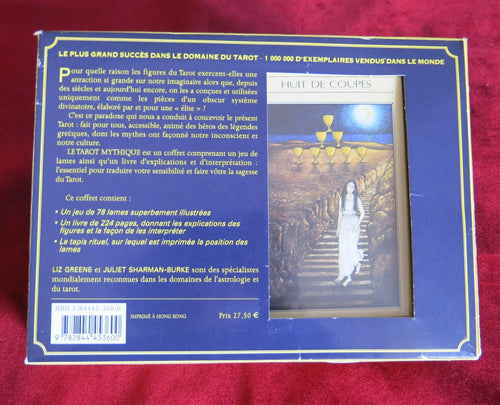 LE PLUS GRAND SUCCÈS DANS LE DOMAINE DU TAROT - 1 000 000 D'EXEMPLAIRES VENDUS DANS LE MONDE
Pour quelle raison les figures du Tarot exercent-elles une
attraction si grande sur notre imaginaire alors que, depuis
des siècles et aujourd'hui encore, on les a conçues et utilisées
uniquement comme les pièces d'un obscur système
divinatoire, élaboré par et pour une « élite » ?
C'est ce paradoxe qui nous a conduit à concevoir le présent
Tarot : fait pour tous, accessible, animé des héros des légendes
grecques, dont les mythes ont façonné notre inconscient et
notre culture.
LE TAROT MYTHIQUE est un coffret comprenant un jeu de
lames ainsi qu'un livre d'explications et d'interprétation :
l'essentiel pour traduire votre sensibilité et faire vôtre la sagesse
du Tarot.
Ce coffret contient :
• Un jeu de 78 lames superbement illustrées
• Un livre de 224 pages, donnant les explications des
figures et la façon de les interpréter
• Le tapis rituel, sur lequel est imprimée la position des
lames
LIZ GREENE et JULIET SHARMAN-BURKE sont des spécialistes
mondialement reconnues dans les domaines de l'astrologie et
du tarot.
ISBN 2-84445-360-0
9 782844 453600
IMPRIMÉ À HONG KONG
Prix 27,50 €
HUIT DE COUPES